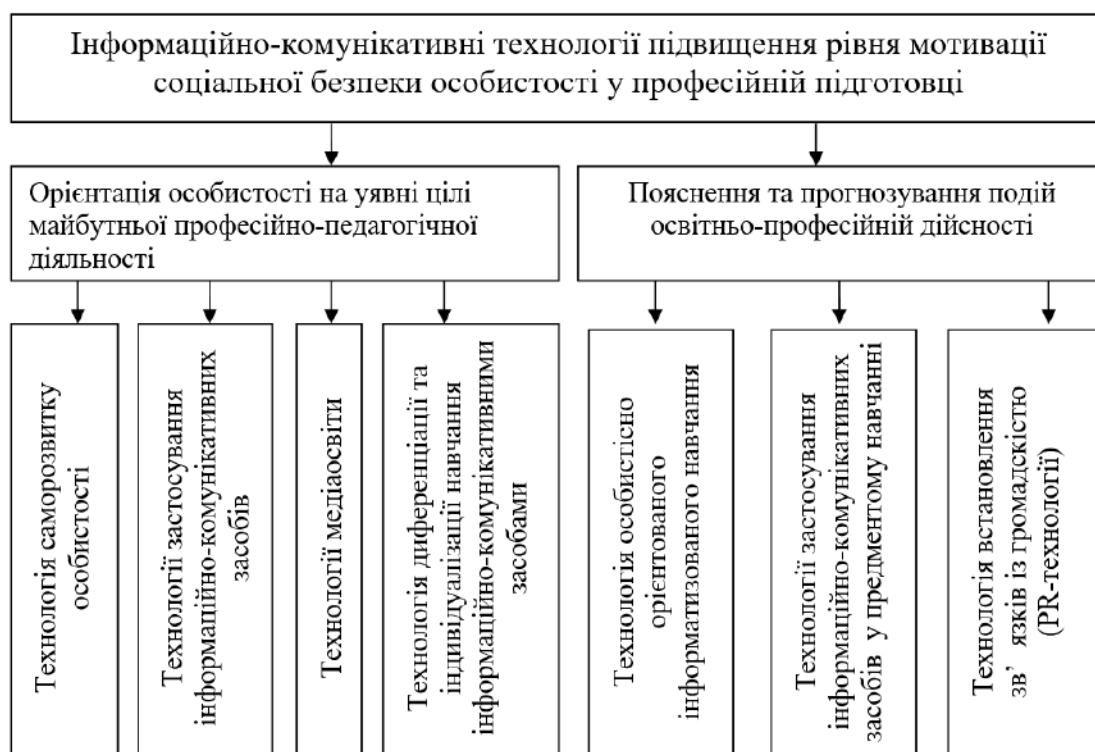 Інформаційно-комунікативні технології підвищення рівня мотивації
соціальної безпеки особистості у професійній підготовці
Орієнтація особистості на уявні цілі
майбутньої професійно-педагогічної
діяльності
Пояснення та прогнозування подій
освітньо-професійній дійсності
Технологія саморозвитку
особистості
Технології застосування
інформаційно-комунікативних
засобів
Технології медіаосвіти
Технологія диференціації та
індивідуалізації навчання
інформаційно-комунікативними
засобами
Технологія особистісно
орієнтованого
інформатизованого навчання
Технології застосування
інформаційно-комунікативних
засобів у предментому навчанні
Технологія встановлення
зв’ язків із громадскістю
(PR-технології)